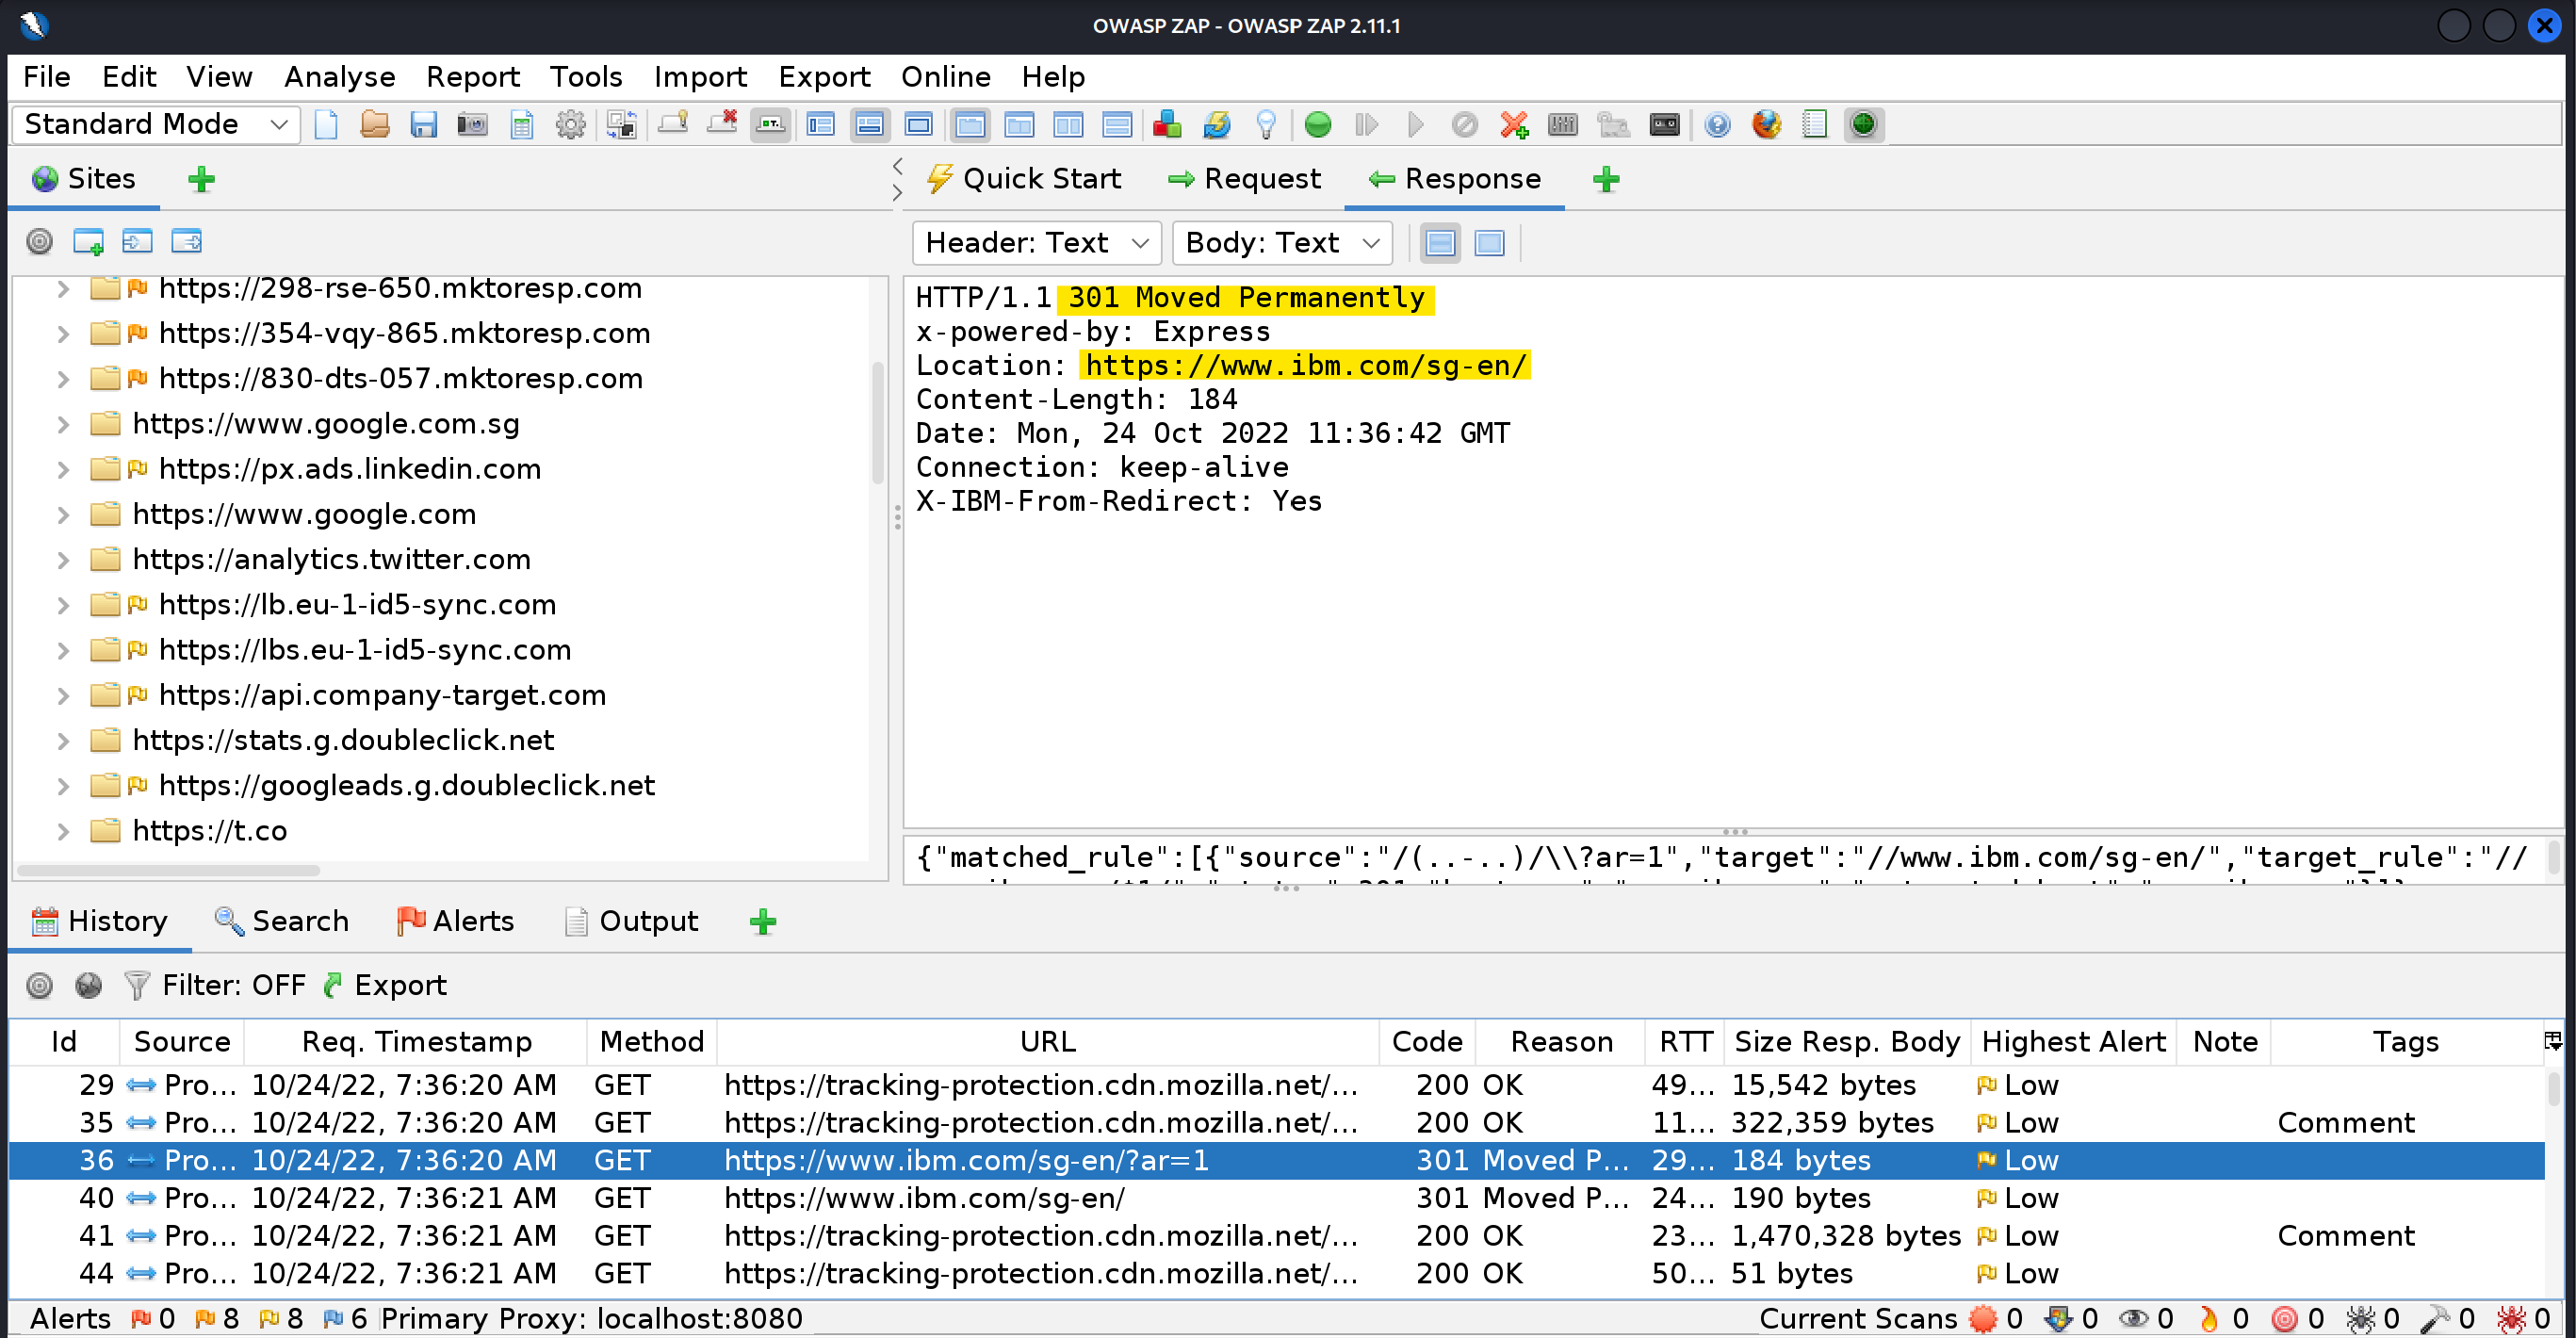 OWASP ZAP - OWASP ZAP 2.11.1
File Edit View Analyse Report Tools Import Export Online Help
Standard Mode
Sites
Quick Start Request Response
Header: Text Body: Text
https://298-rse-650.mktoresp.com
https://354-vqy-865.mktoresp.com
https://830-dts-057.mktoresp.com
https://www.google.com.sg
https://px.ads.linkedin.com
https://www.google.com
https://analytics.twitter.com
https://lb.eu-1-id5-sync.com
https://lbs.eu-1-id5-sync.com
https://api.company-target.com
https://stats.g.doubleclick.net
https://googleads.g.doubleclick.net
https://t.co
HTTP/1.1 301 Moved Permanently
x-powered-by: Express
Location: https://www.ibm.com/sg-en/
Content-Length: 184
Date: Mon, 24 Oct 2022 11:36:42 GMT
Connection: keep-alive
X-IBM-From-Redirect: Yes
{"matched_rule":[{"source":"/(..-..)/\\?ar=1","target":"//www.ibm.com/sg-en/","target_rule":"//
History Search Alerts Output
Filter: OFF Export
Id Source Req. Timestamp Method URL Code Reason RTT Size Resp. Body Highest Alert Note Tags
29 Pro... 10/24/22, 7:36:20 AM GET https://tracking-protection.cdn.mozilla.net/... 200 OK 49... 15,542 bytes Low
35 Pro... 10/24/22, 7:36:20 AM GET https://tracking-protection.cdn.mozilla.net/... 200 OK 11... 322,359 bytes Low Comment
36 Pro... 10/24/22, 7:36:20 AM GET https://www.ibm.com/sg-en/?ar=1 301 Moved P... 29... 184 bytes Low
40 Pro... 10/24/22, 7:36:21 AM GET https://www.ibm.com/sg-en/ 301 Moved P... 24... 190 bytes Low
41 Pro... 10/24/22, 7:36:21 AM GET https://tracking-protection.cdn.mozilla.net/... 200 OK 23... 1,470,328 bytes Low Comment
44 Pro... 10/24/22, 7:36:21 AM GET https://tracking-protection.cdn.mozilla.net/... 200 OK 50... 51 bytes Low
Alerts 0 8 8 6 Primary Proxy: localhost:8080 Current Scans 0 0 0 0 0 0 0 0